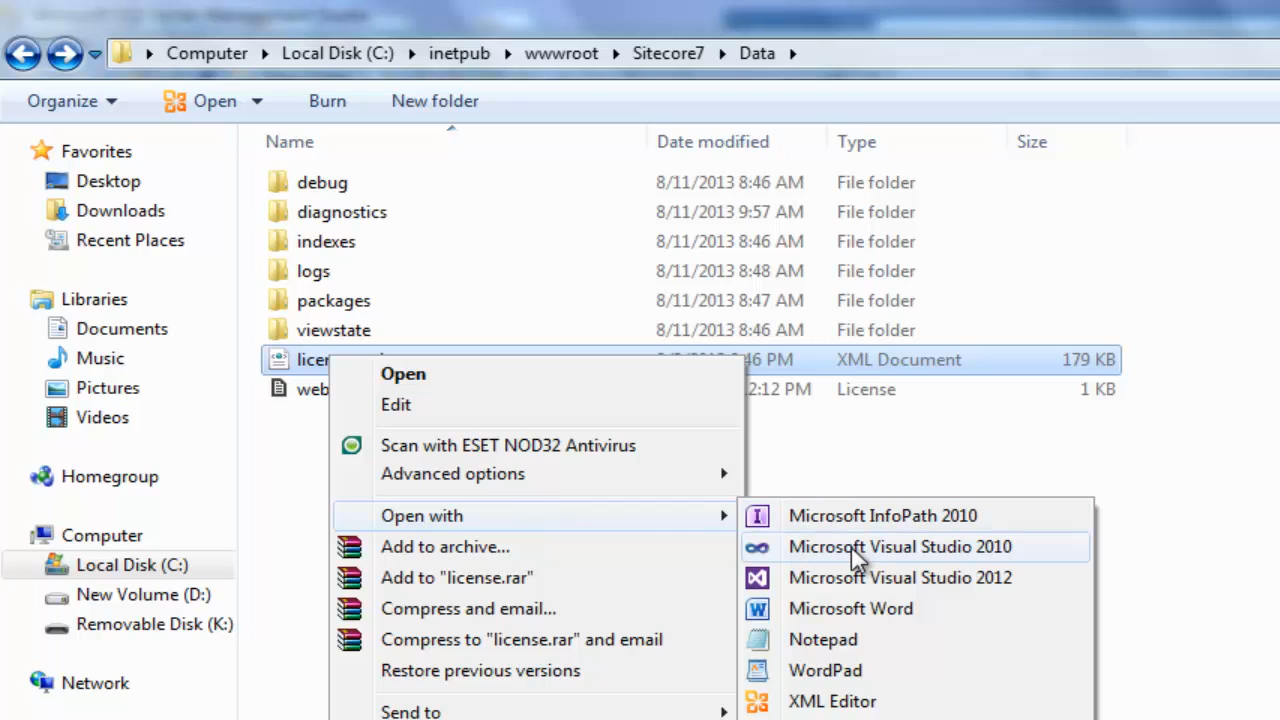 Computer Local Disk (C:) inetpub wwwroot Sitecore7 Data
Organize Open Burn New folder
Name Date modified Type Size
Favorites
Desktop
Downloads
Recent Places
Libraries
Documents
Music
Pictures
Videos
Homegroup
Computer
Local Disk (C:)
New Volume (D:)
Removable Disk (K:)
Network
debug 8/11/2013 8:46 AM File folder
diagnostics 8/11/2013 9:57 AM File folder
indexes 8/11/2013 8:46 AM File folder
logs 8/11/2013 8:48 AM File folder
packages 8/11/2013 8:47 AM File folder
viewstate 8/11/2013 8:46 AM File folder
:46 PM XML Document 179 KB
web 2:12 PM License 1 KB
Open
Edit
Scan with ESET NOD32 Antivirus
Advanced options
Open with
Add to archive...
Add to "license.rar"
Compress and email...
Compress to "license.rar" and email
Restore previous versions
Send to
Microsoft InfoPath 2010
Microsoft Visual Studio 2010
Microsoft Visual Studio 2012
Microsoft Word
Notepad
WordPad
XML Editor